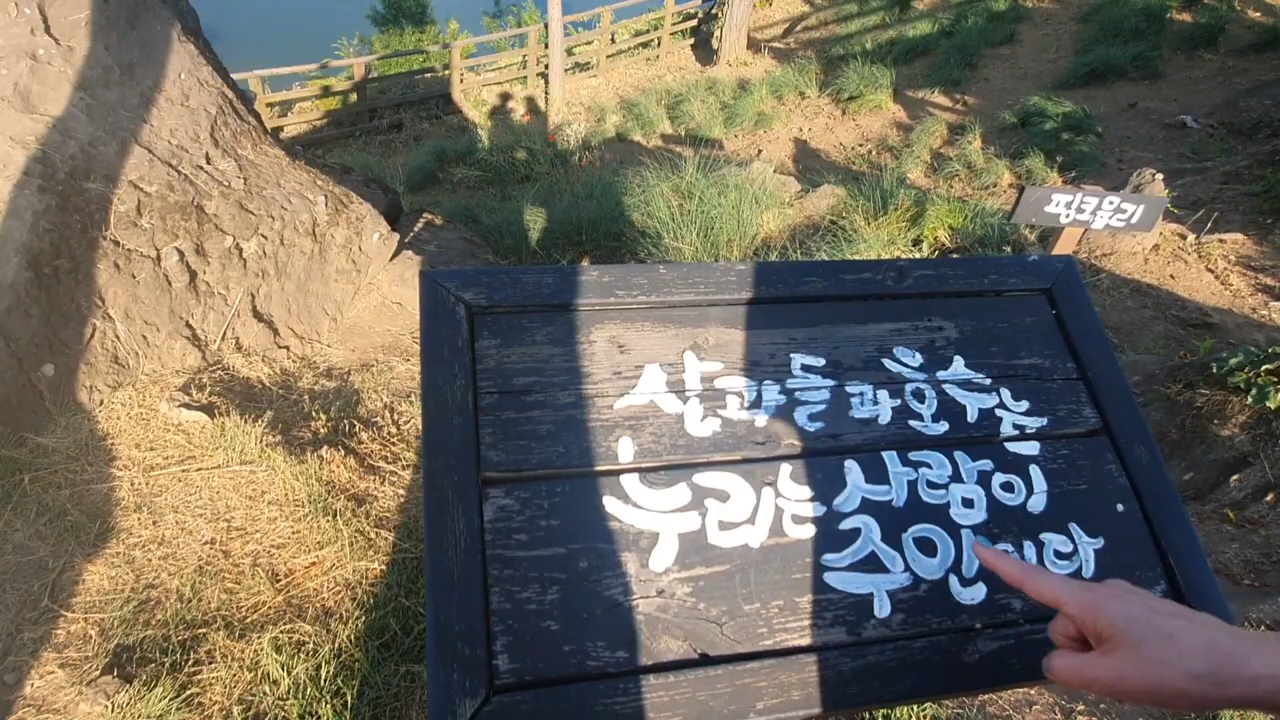 핑크뮬리
산과 들과 호수는
누리는 사람이
주인이다